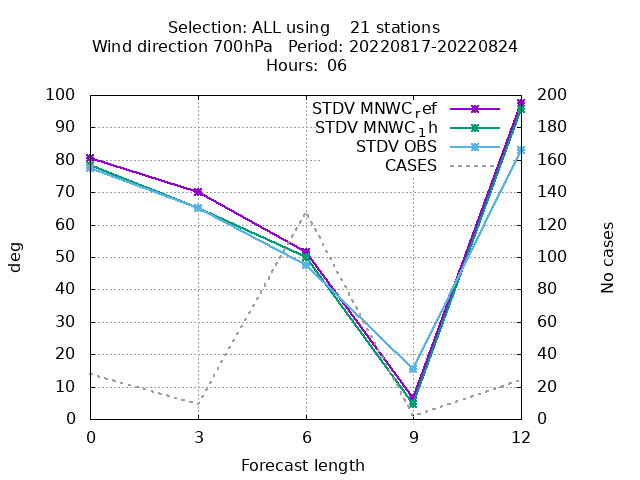 Selection: ALL using    21 stations
Wind direction 700hPa   Period: 20220817-20220824
Hours:  06
100 200
90 180
80 160
70 140
60 120
50 100
40 80
30 60
20 40
10 20
0 0
STDV MNWCref
STDV MNWC1h
STDV OBS
CASES
deg
No cases
0 3 6 9 12
Forecast length